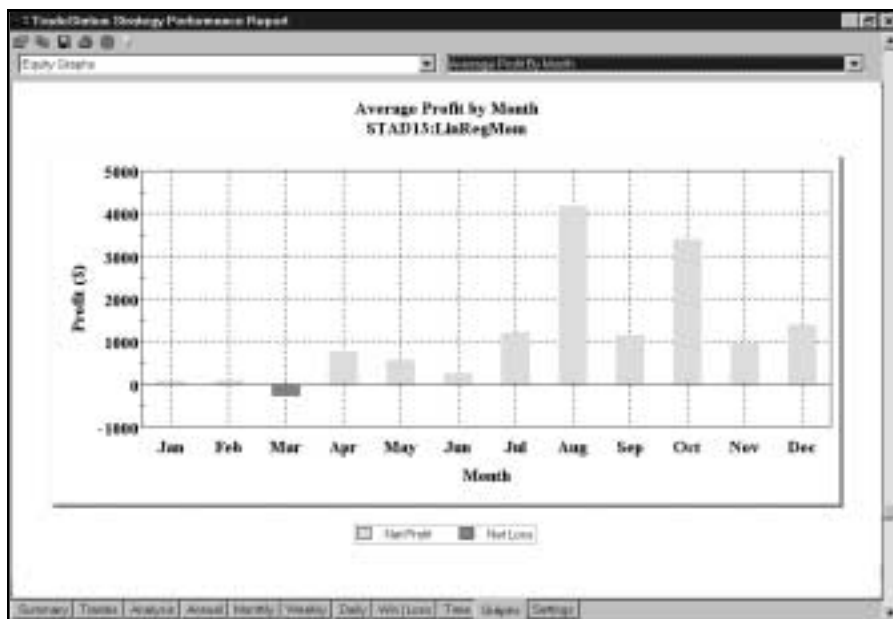 TradeStation Strategy Performance Report
Equity Graphs
Average Profit By Month
Average Profit by Month
STAD13:LinRegMom
5000
4000
3000
2000
1000
0
-1000
Profit ($)
Jan Feb Mar Apr May Jun Jul Aug Sep Oct Nov Dec
Month
Net Profit Net Loss
Summary Trades Analysis Annual Monthly Weekly Daily Win/Loss Time Graphs Settings